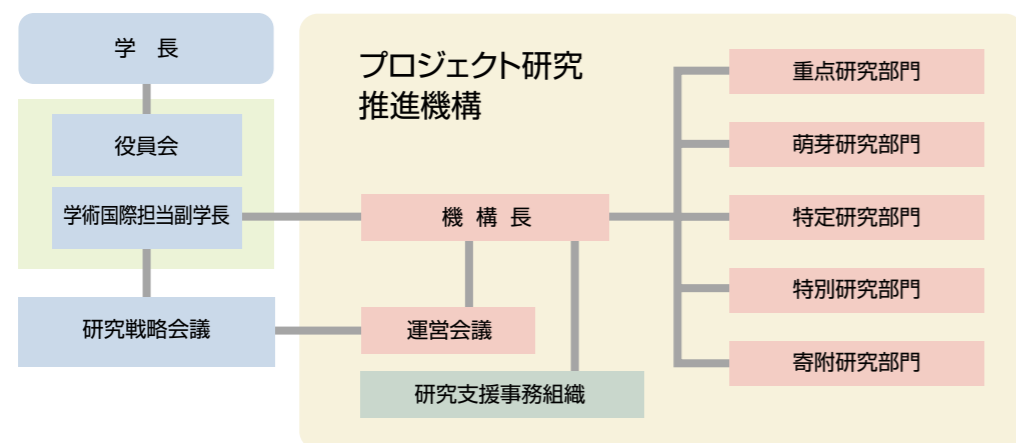 学 長
役員会
学術国際担当副学長
研究戦略会議
プロジェクト研究
推進機構
機 構 長
運営会議
研究支援事務組織
重点研究部門
萌芽研究部門
特定研究部門
特別研究部門
寄附研究部門